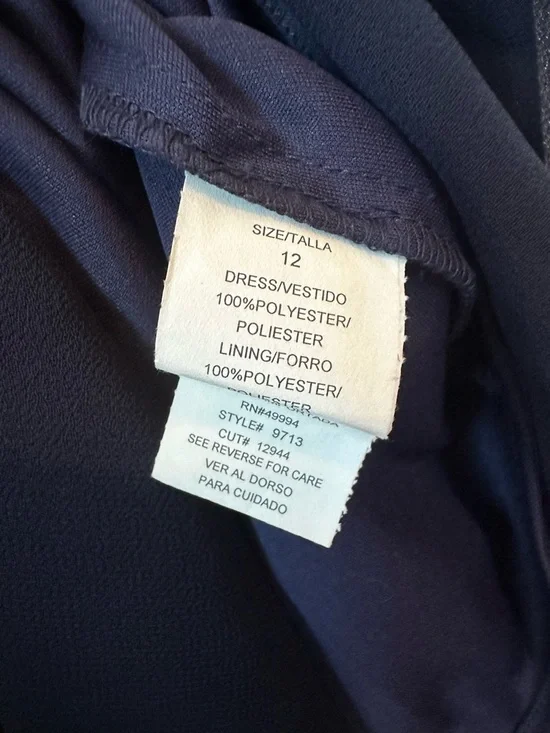 SIZE/TALLA
12
DRESS/VESTIDO
100%POLYESTER/
POLIESTER
LINING/FORRO
100%POLYESTER/
POLIESTER
RN#49994
STYLE# 9713
CUT# 12944
SEE REVERSE FOR CARE
VER AL DORSO
PARA CUIDADO